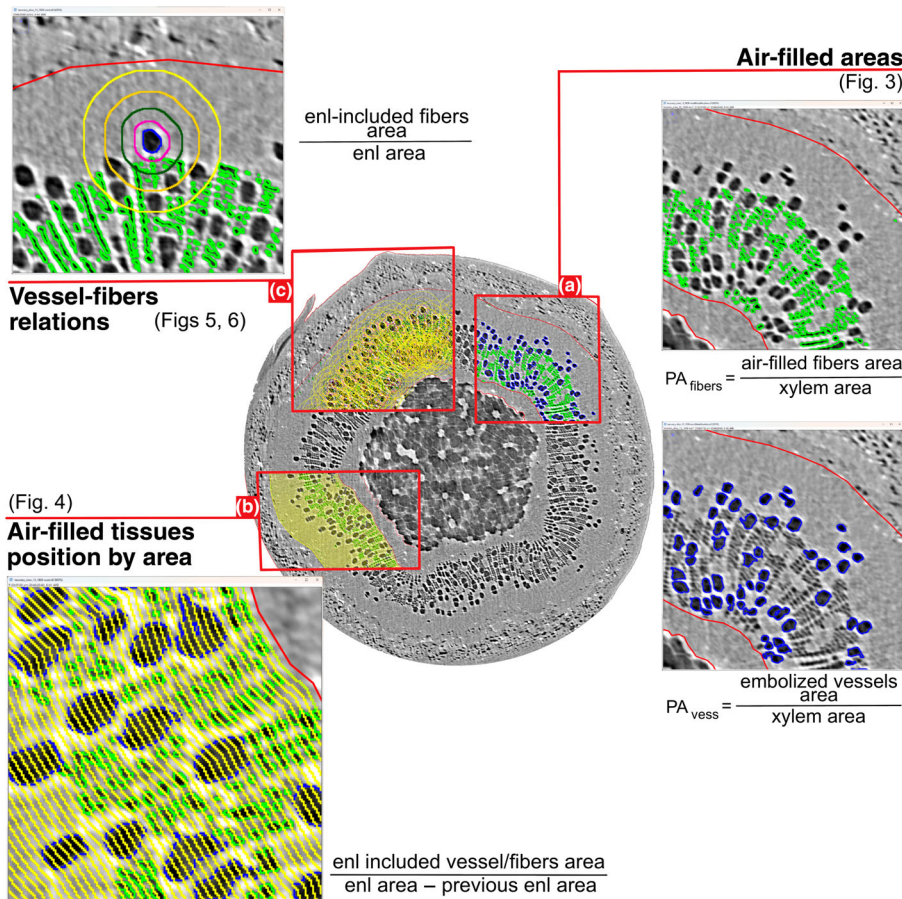 Air-filled areas
(Fig. 3)
enl-included fibers
area
enl area
(c)
(a)
Vessel-fibers
relations
(Figs 5, 6)
PA fibers = air-filled fibers area
xylem area
(Fig. 4)
(b)
Air-filled tissues
position by area
PA vess = embolized vessels
area
xylem area
enl included vessel/fibers area
enl area – previous enl area